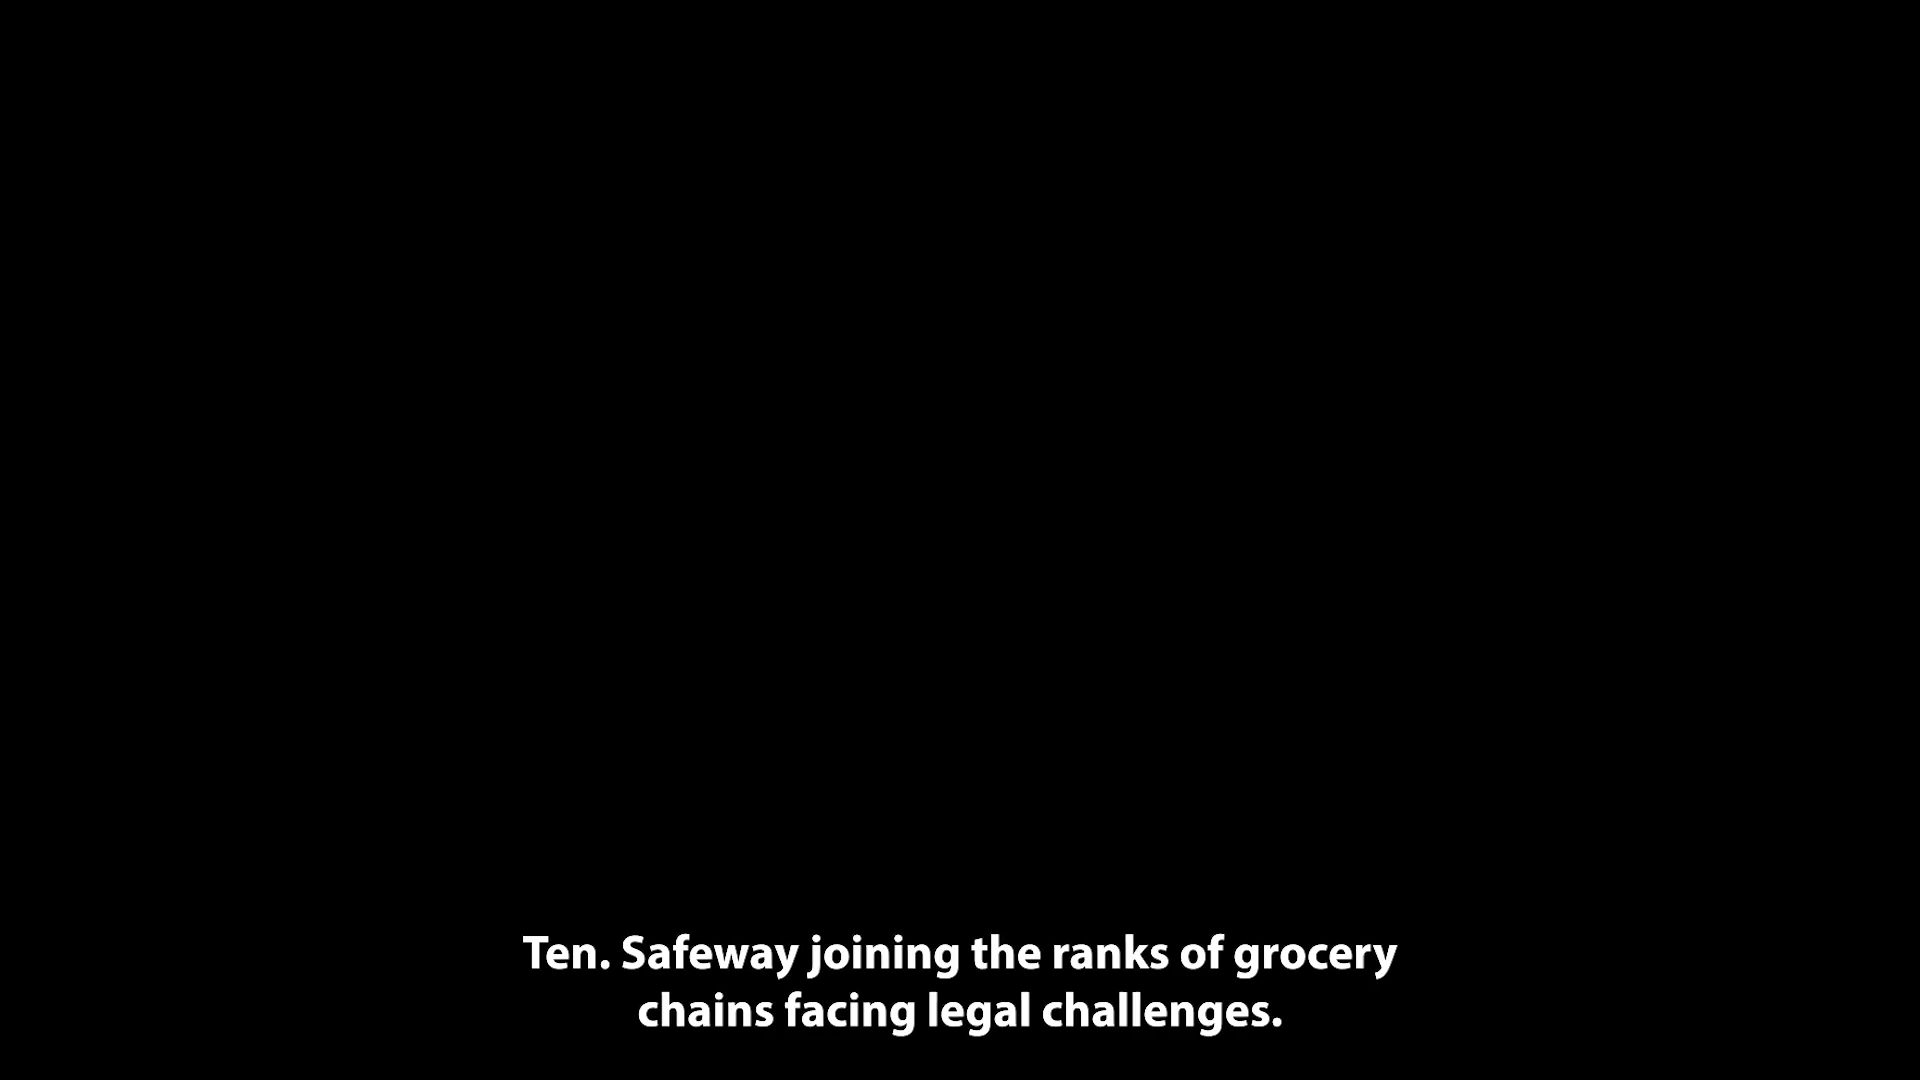 Ten. Safeway joining the ranks of grocery
chains facing legal challenges.